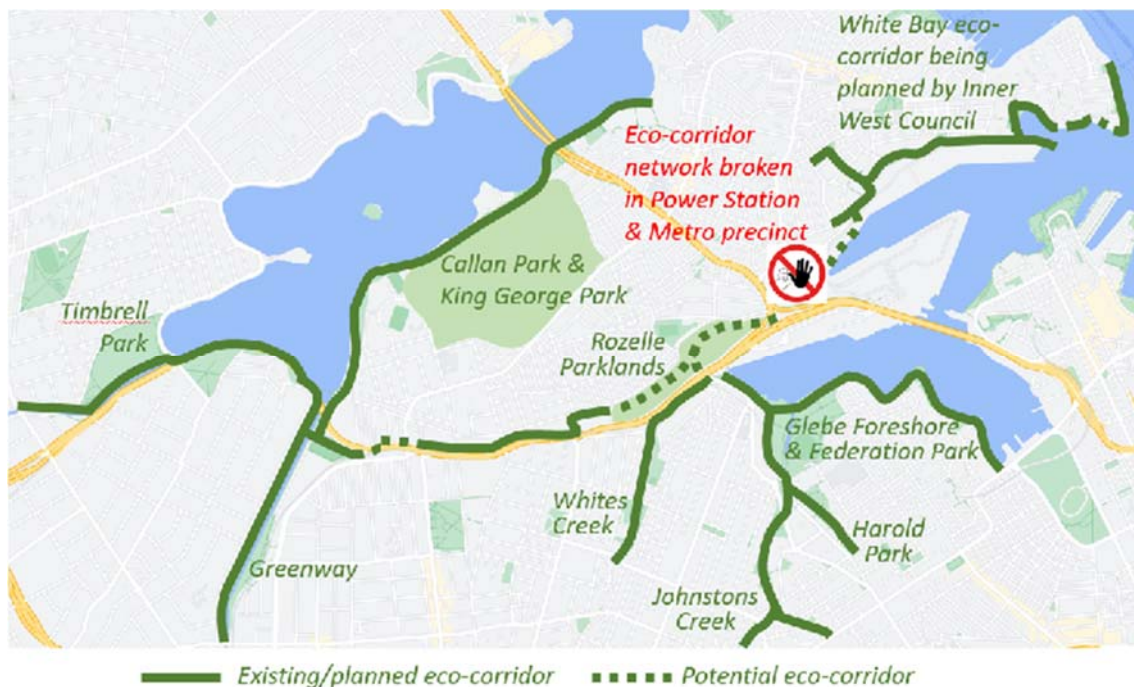 White Bay eco-
corridor being
planned by Inner
West Council
Eco-corridor
network broken
in Power Station
& Metro precinct
Callan Park &
King George Park
Timbrell
Park
Rozelle
Parklands
Glebe Foreshore
& Federation Park
Whites
Creek
Harold
Park
Greenway
Johnstons
Creek
Existing/planned eco-corridor
Potential eco-corridor